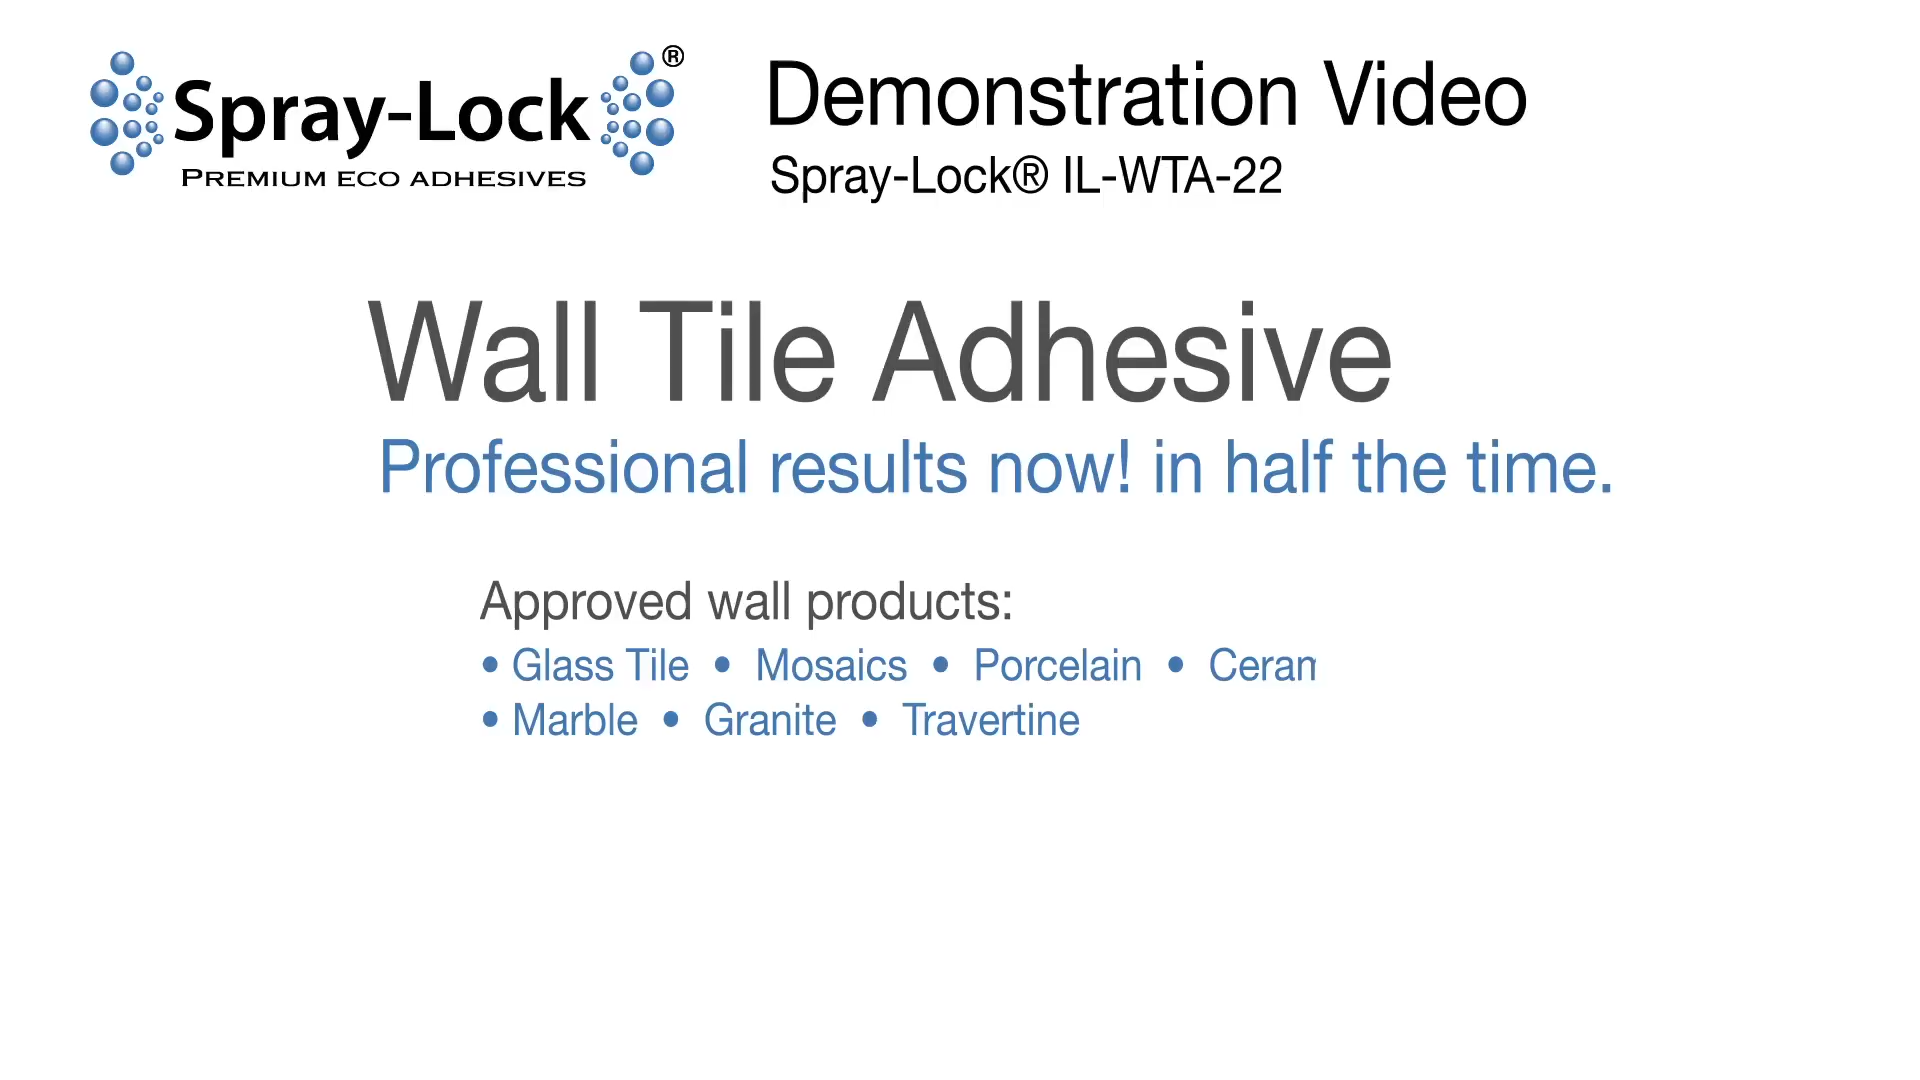 Spray-Lock®
PREMIUM ECO ADHESIVES
Demonstration Video
Spray-Lock® IL-WTA-22
Wall Tile Adhesive
Professional results now! in half the time.
Approved wall products:
• Glass Tile • Mosaics • Porcelain •
• Marble • Granite • Travertine